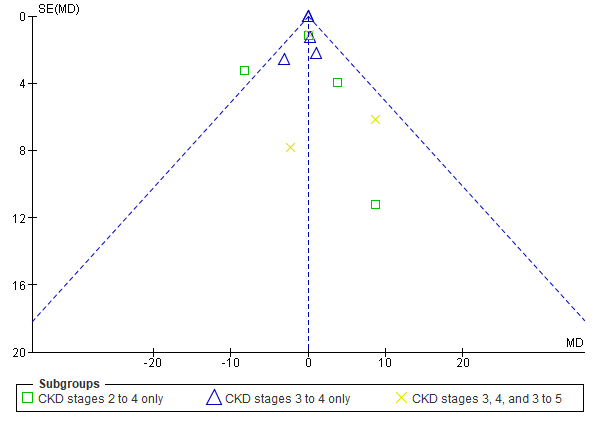 SE(MD)
0
4
8
12
16
20
-20
-10
0
10
20
MD
Subgroups
CKD stages 2 to 4 only CKD stages 3 to 4 only CKD stages 3, 4, and 3 to 5